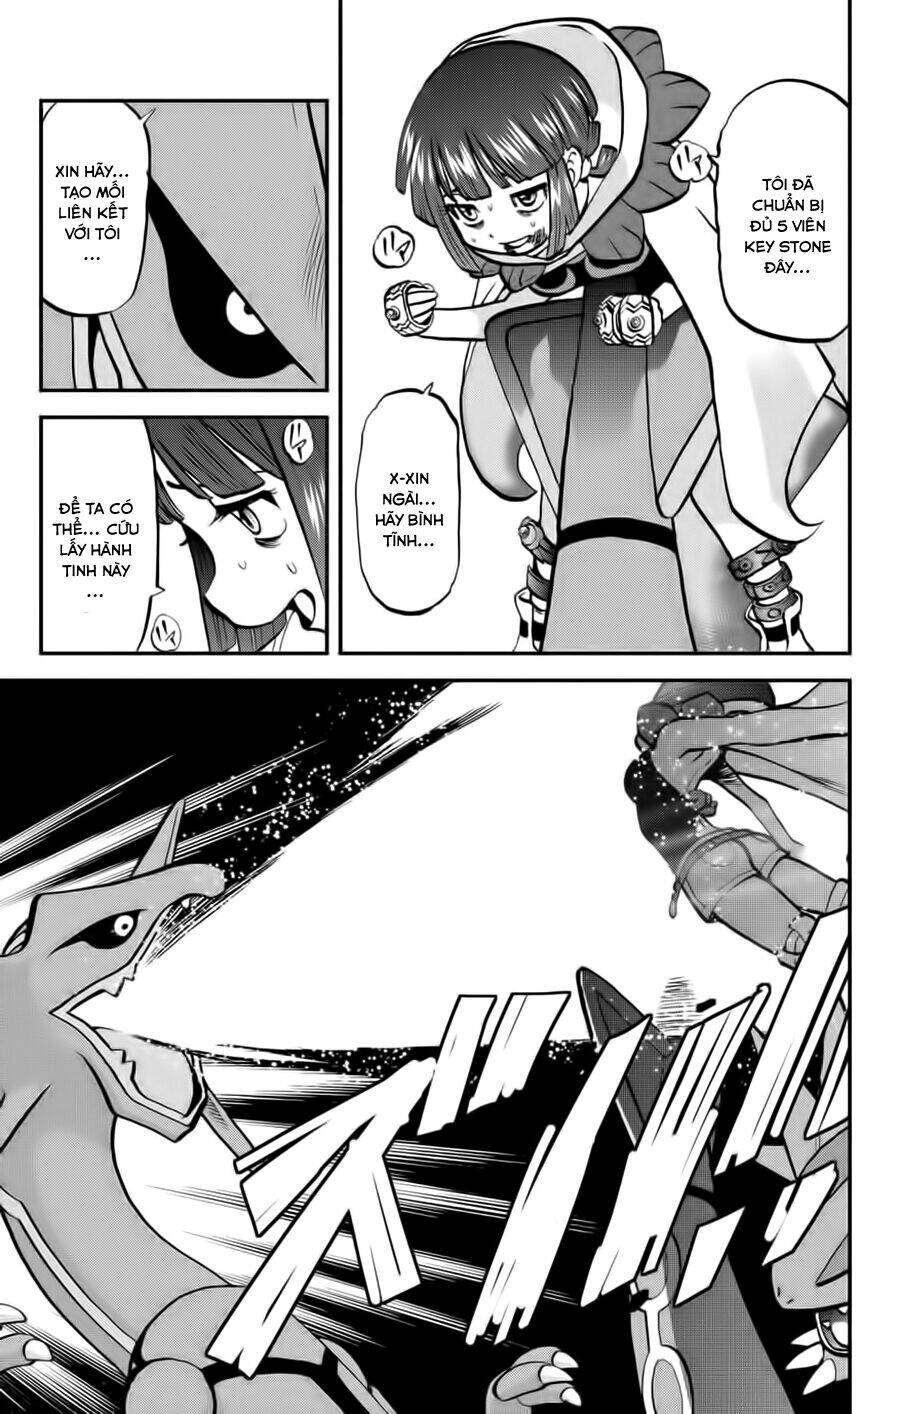 TÔI ĐÃ
CHUẨN BỊ
ĐỦ 5 VIÊN
KEY STONE
ĐÂY...
X-XIN
NGÀI...
HÃY BÌNH
TĨNH...
XIN HÃY...
TẠO MỐI
LIÊN KẾT
VỚI TÔI
...
ĐỂ TA CÓ
THỂ... CỨU
LẤY HÀNH
TINH NÀY
...